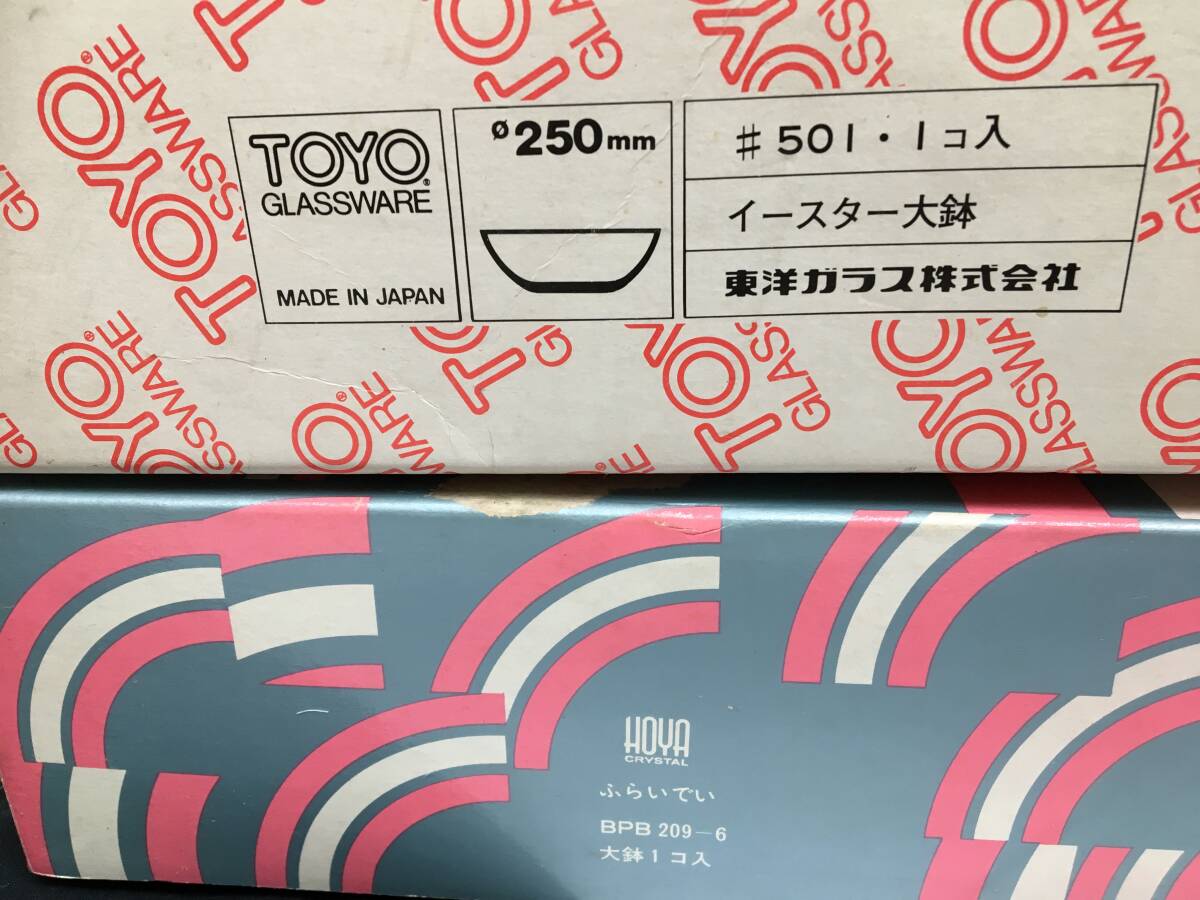 TOYO
GLASSWARE
MADE IN JAPAN
ø250mm
#501・1コ入
イースター大鉢
東洋ガラス株式会社
TOYO
GLASSWARE
HOYA
CRYSTAL
ふらいでい
BPB 209-6
大鉢1コ入